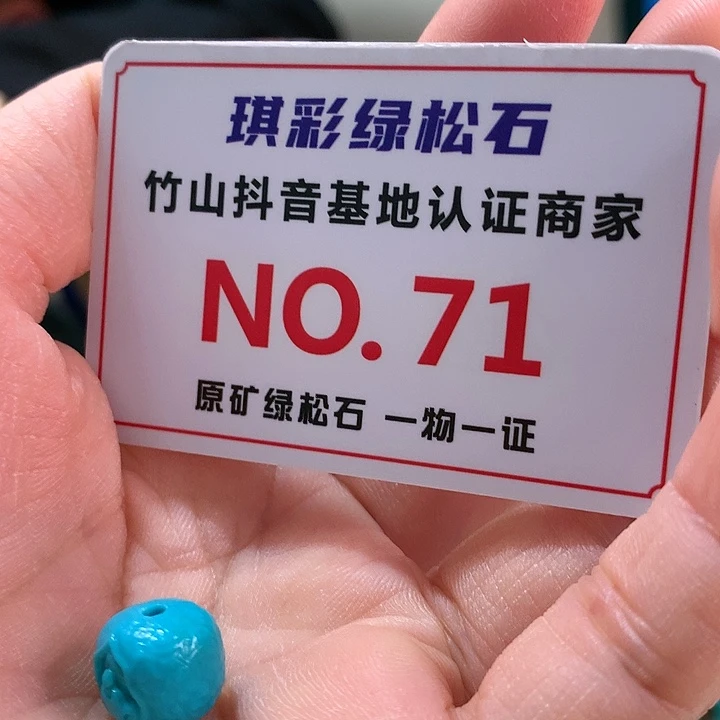 琪彩绿松石
竹山抖音基地认证商家
NO.71
原矿绿松石 一物一证